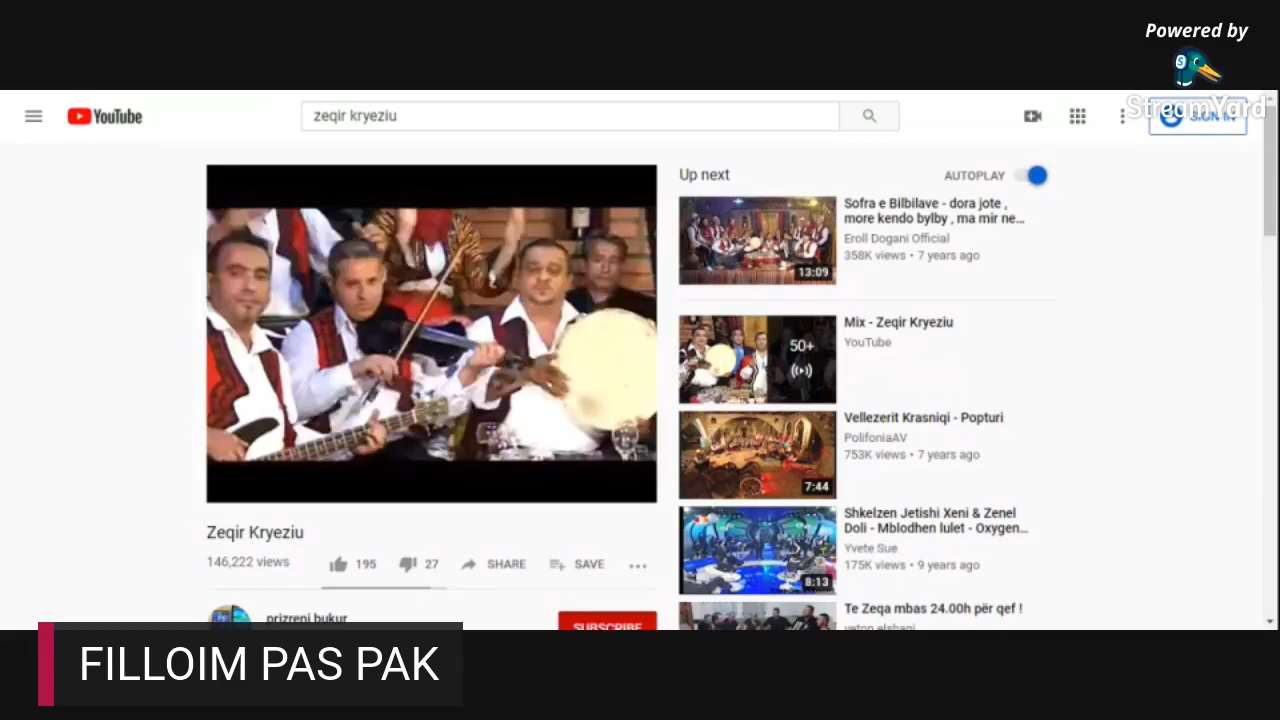 Powered by
StreamYard
YouTube
zeqir kryeziu
SIGN IN
Up next
AUTOPLAY
Sofra e Bilbilave - dora jote ,
more kendo bylby , ma mir ne...
Eroll Dogani Official
358K views • 7 years ago
13:09
Mix - Zeqir Kryeziu
YouTube
50+
Vellezerit Krasniqi - Popturi
PolifoniaAV
753K views • 7 years ago
7:44
Shkelzen Jetishi Xeni & Zenel
Doli - Mblodhen lulet - Oxygen...
Yvete Sue
175K views • 9 years ago
8:13
Te Zeqa mbas 24.00h për qef !
veton elshani
Zeqir Kryeziu
146,222 views
195
27
SHARE
SAVE
prizreni bukur
SUBSCRIBE
FILLOIM PAS PAK